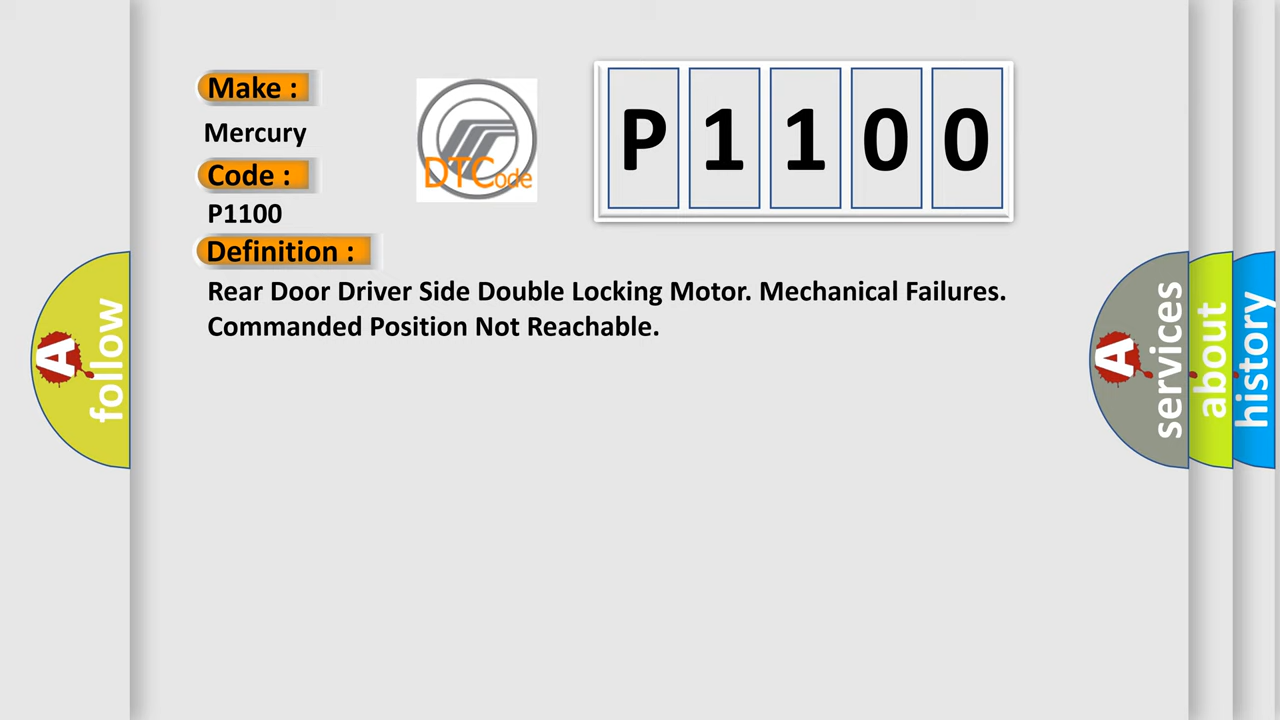 Make :
Mercury
Code :
P1100
Definition :
Rear Door Driver Side Double Locking Motor. Mechanical Failures.
Commanded Position Not Reachable.
DTCode
P 1 1 0 0
A follow
A services
about
history